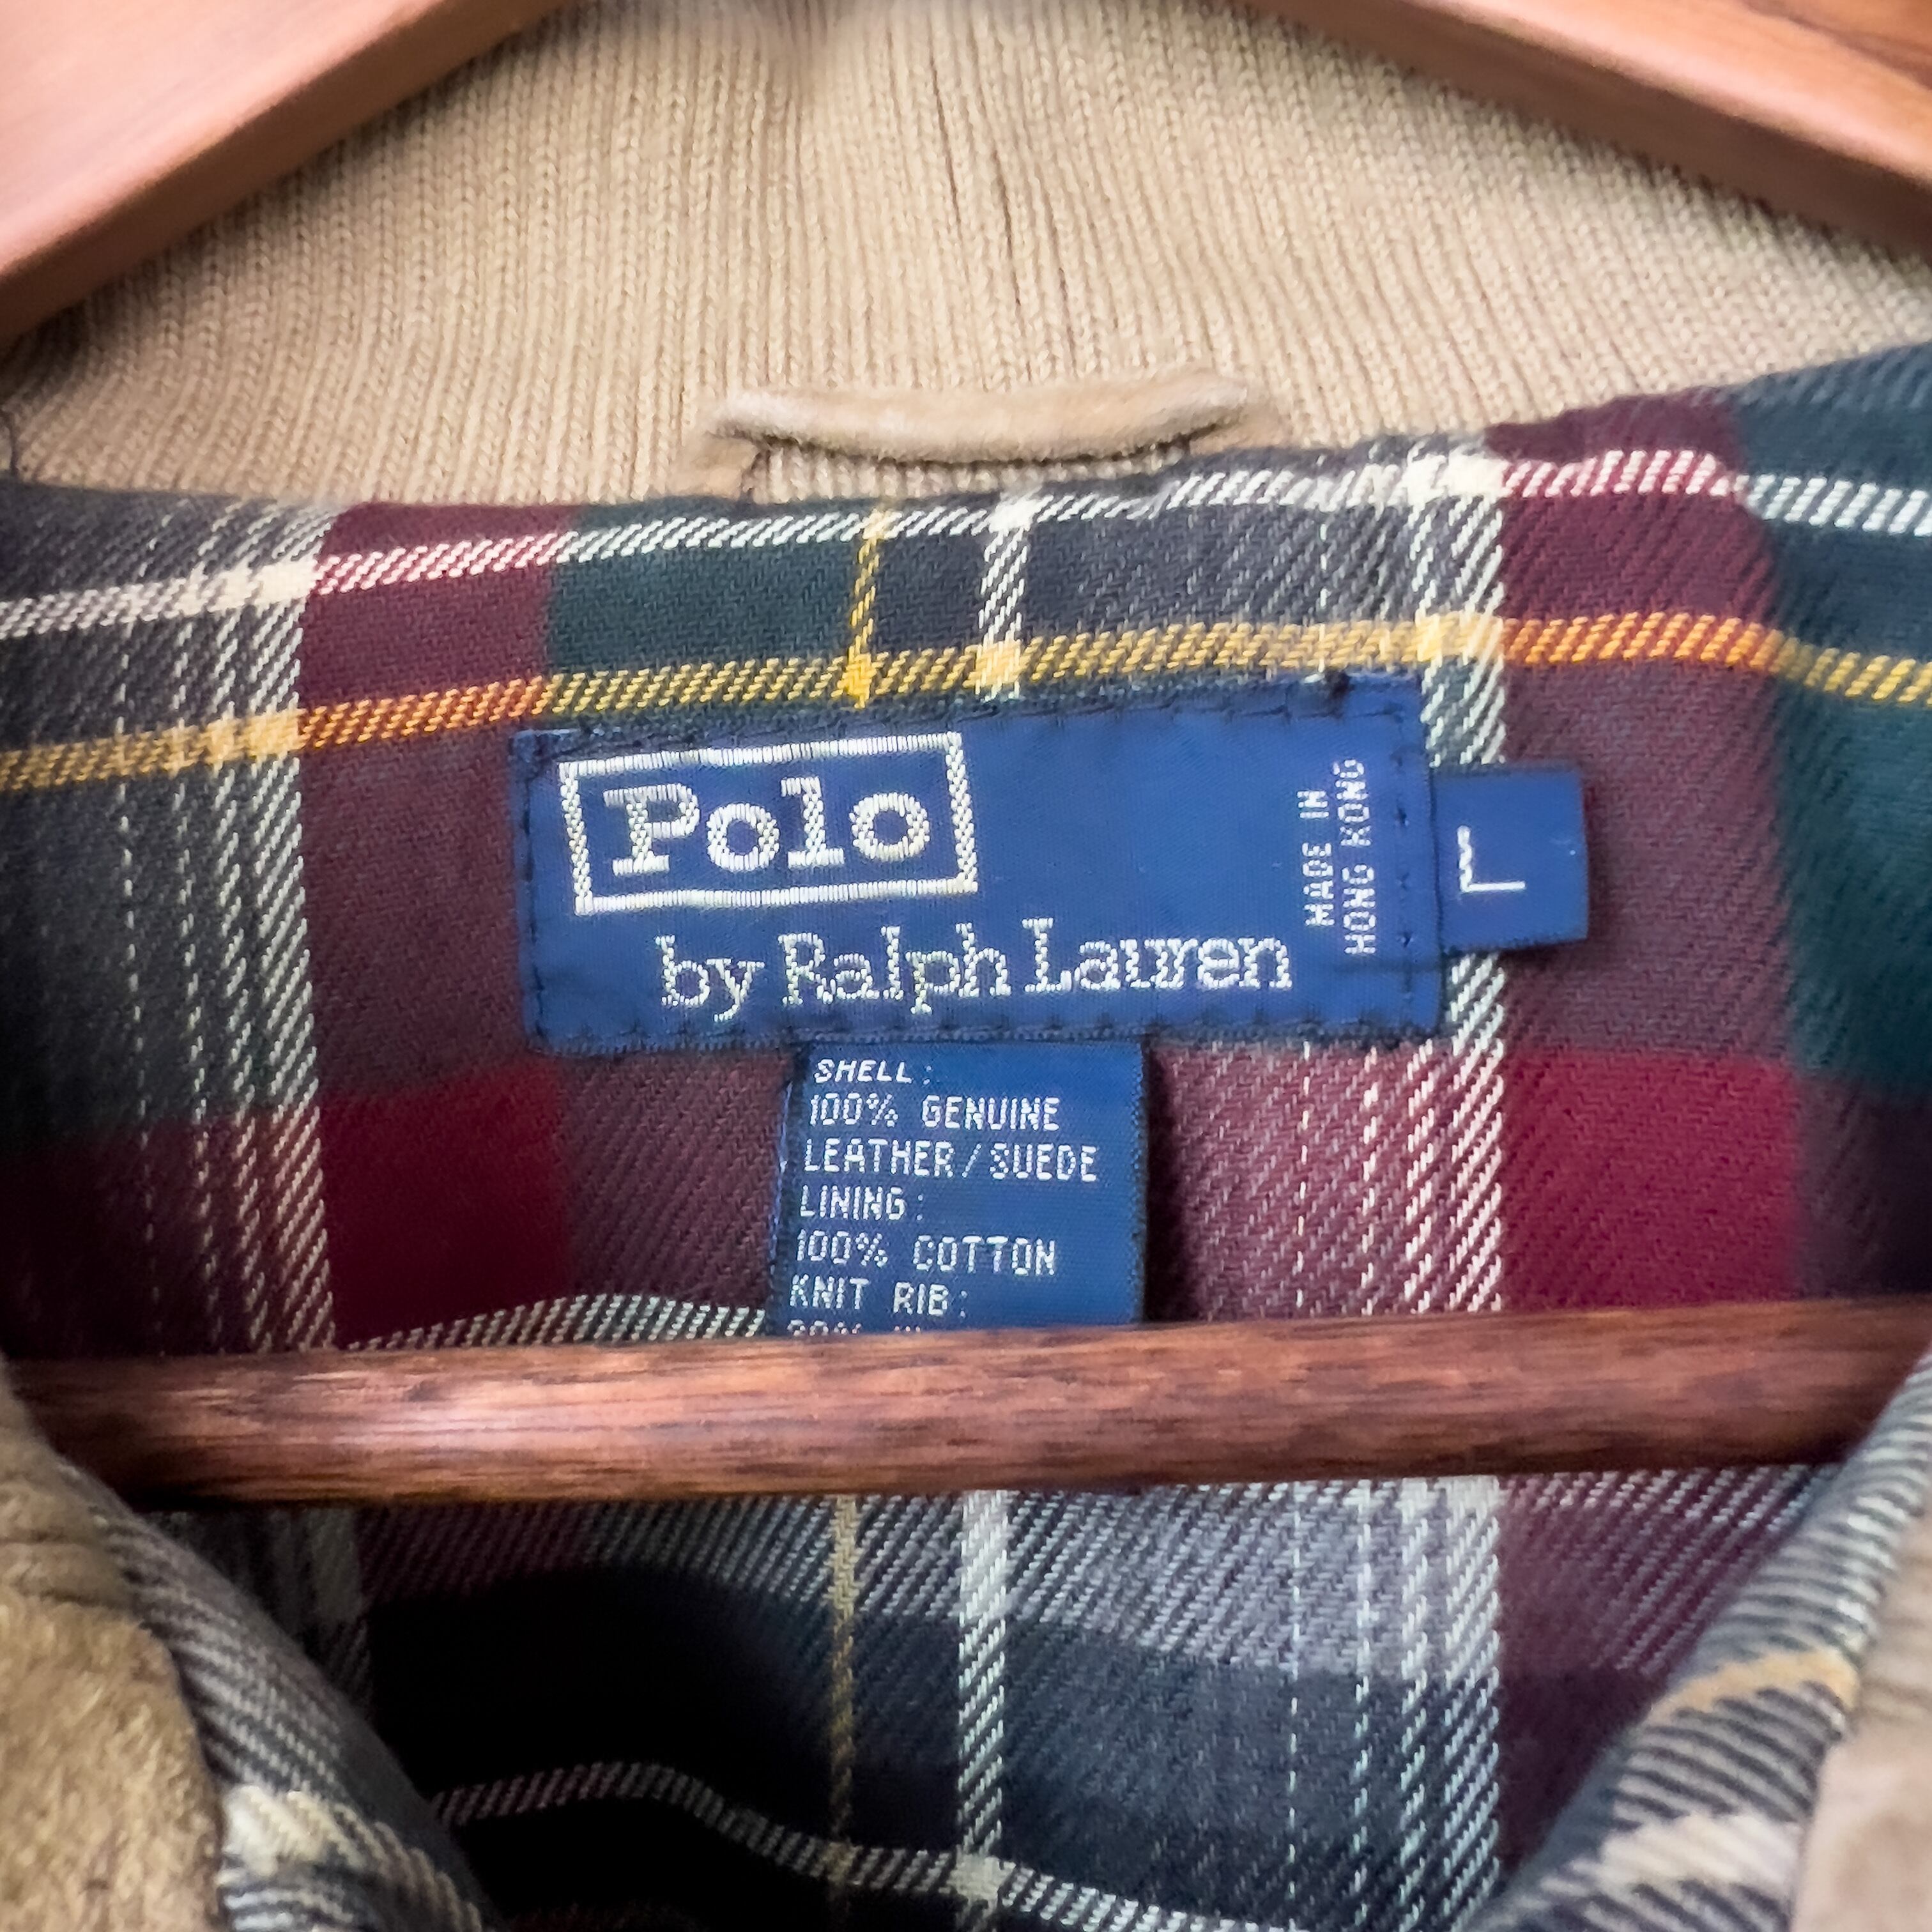 Polo
by Ralph Lauren
MADE IN
HONG KONG
L
SHELL:
100% GENUINE
LEATHER/SUEDE
LINING:
100% COTTON
KNIT RIB: